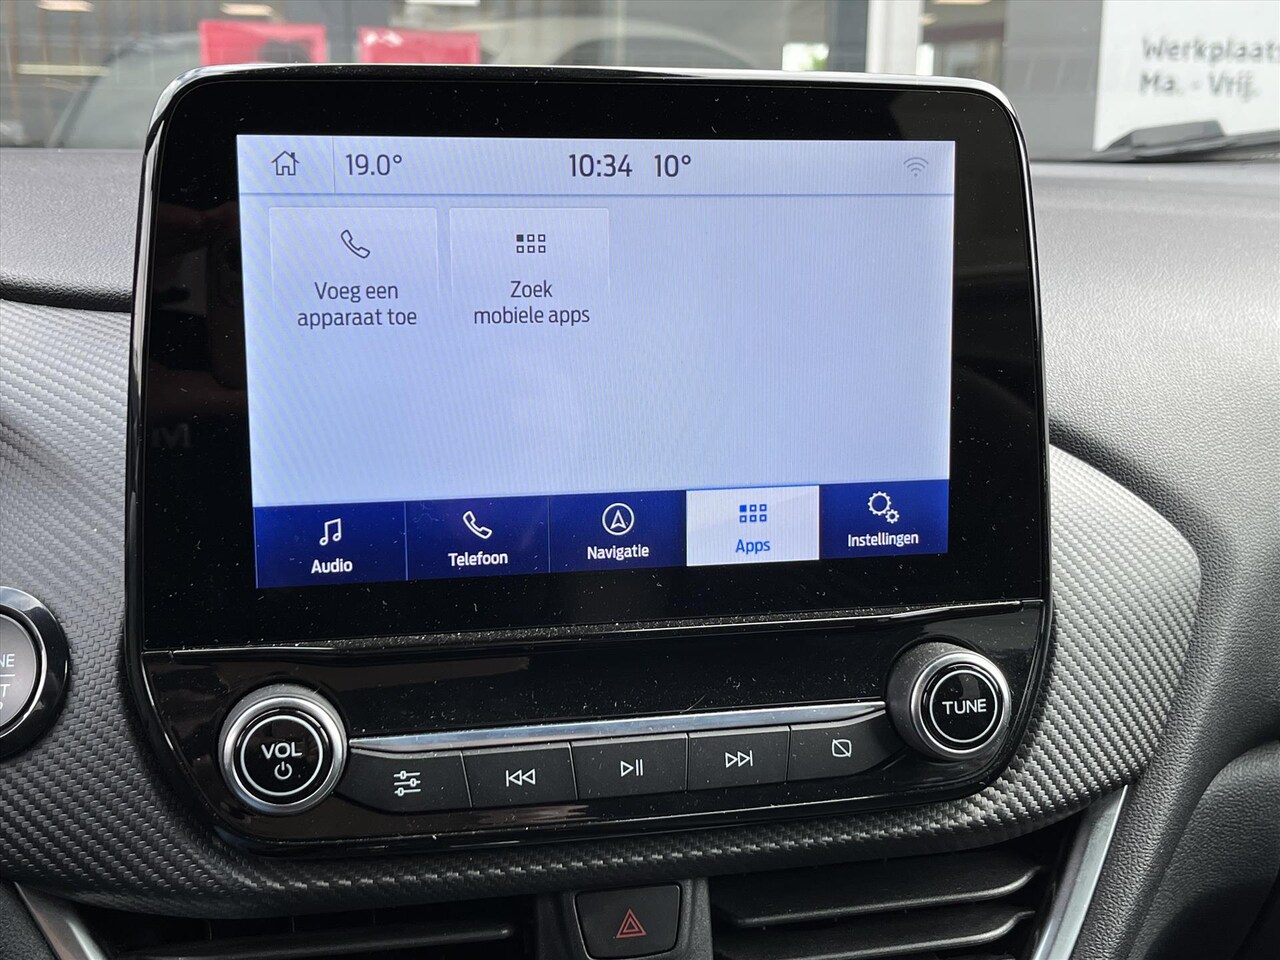 Werkplaats
Ma. - Vrij.
19.0°
10:34 10°
Voeg een
apparaat toe
Zoek
mobiele apps
Audio
Telefoon
Navigatie
Apps
Instellingen
VOL
TUNE